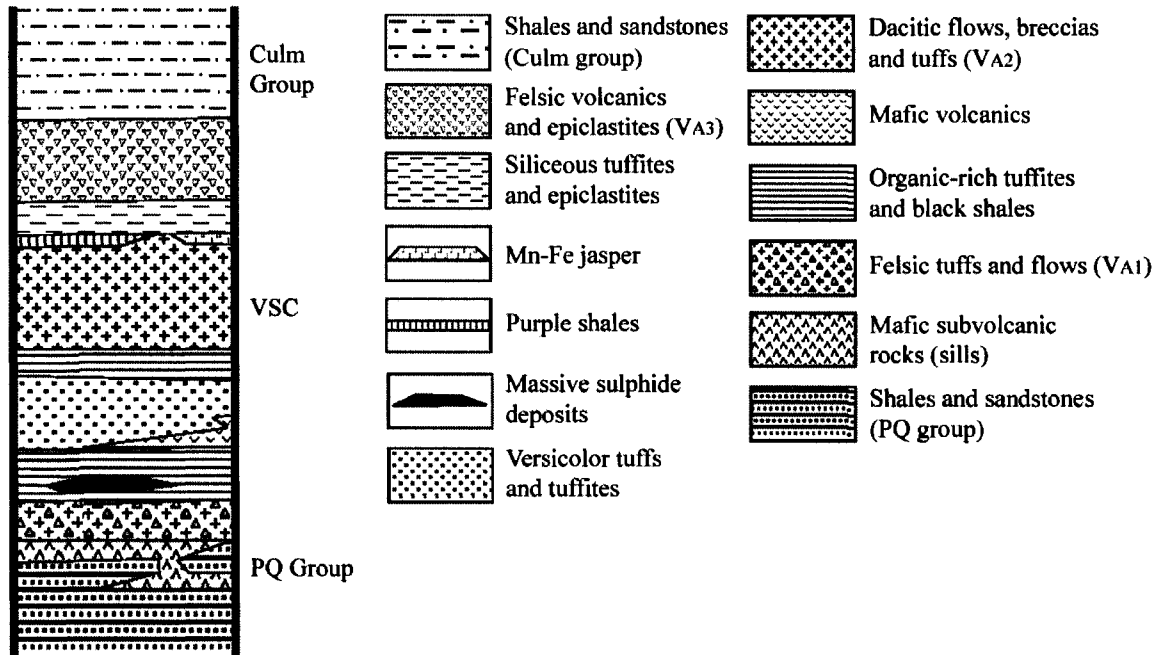 Culm
Group
VSC
PQ Group
Shales and sandstones
(Culm group)
Felsic volcanics
and epiclastites (VA3)
Siliceous tuffites
and epiclastites
Mn-Fe jasper
Purple shales
Massive sulphide
deposits
Versicolor tuffs
and tuffites
Dacitic flows, breccias
and tuffs (VA2)
Mafic volcanics
Organic-rich tuffites
and black shales
Felsic tuffs and flows (VA1)
Mafic subvolcanic
rocks (sills)
Shales and sandstones
(PQ group)